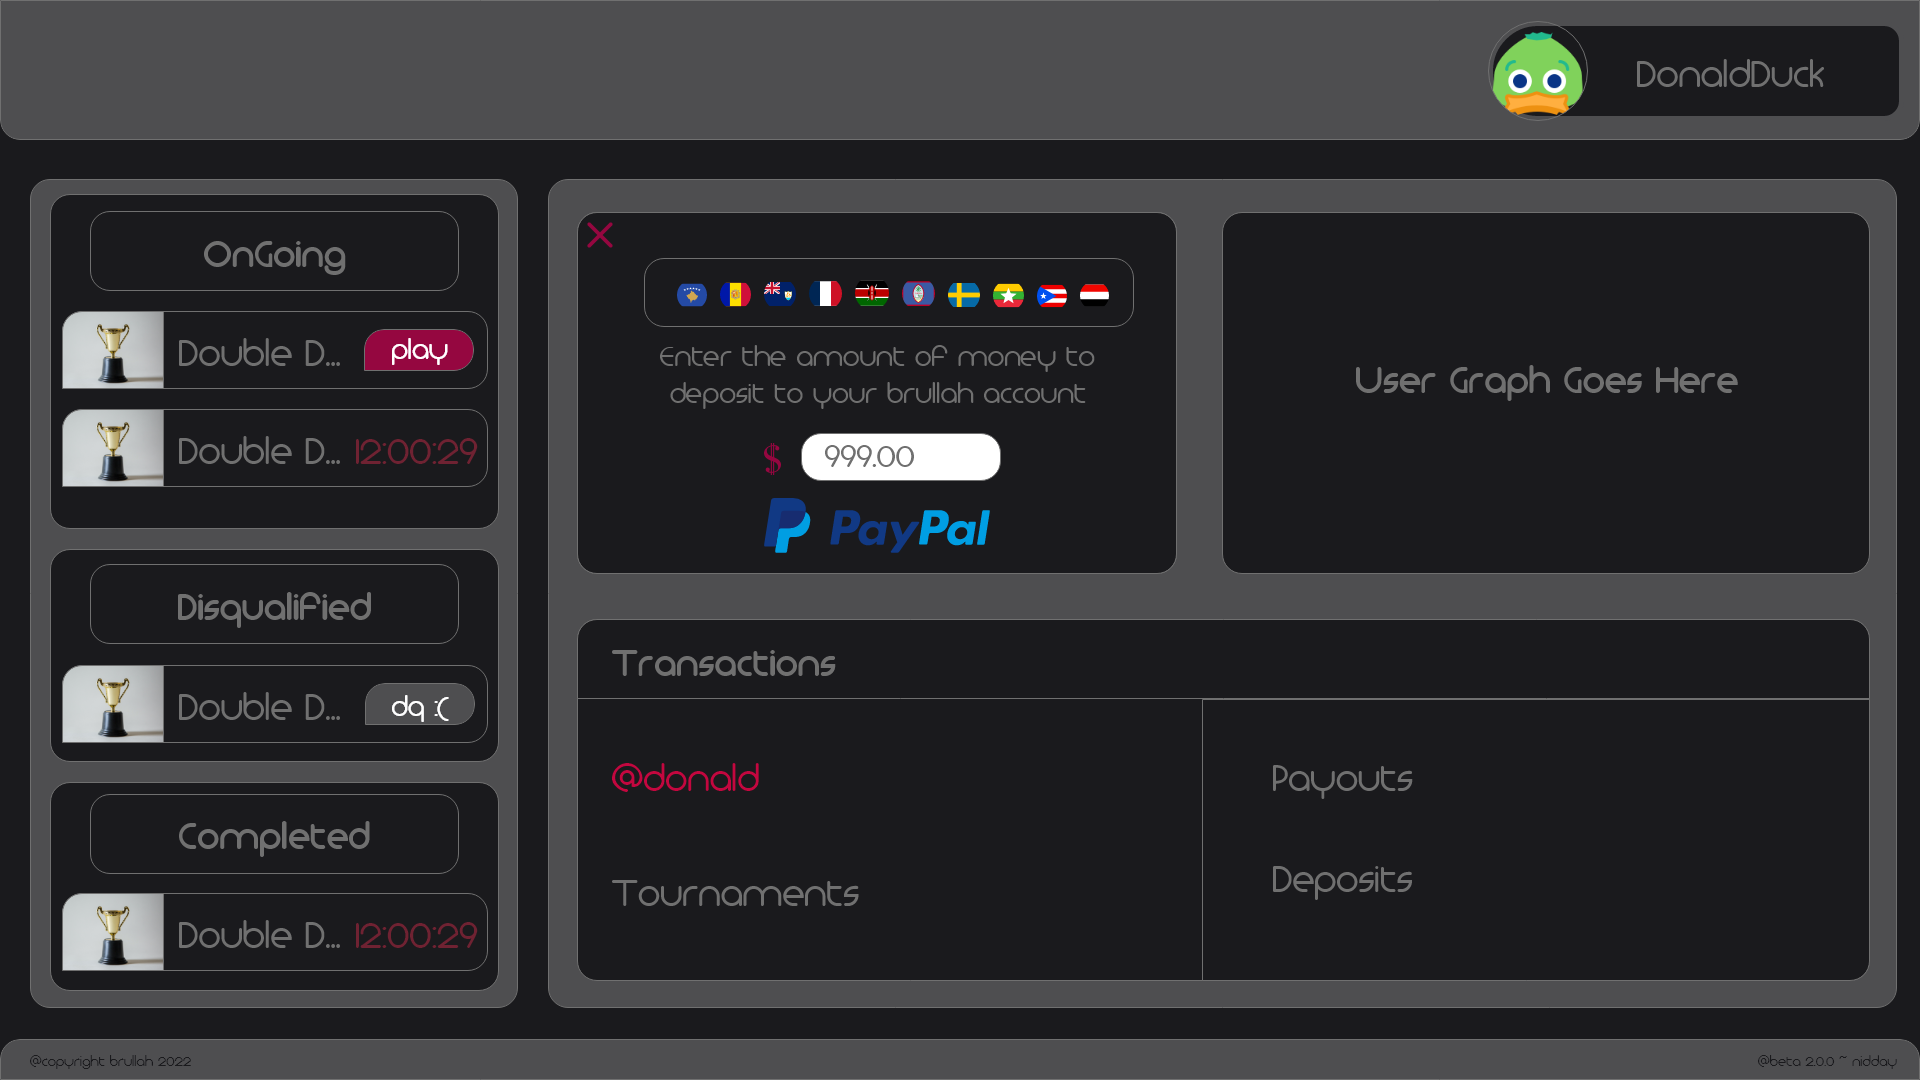 DonaldDuck
OnGoing
Double D... play
Double D... 12:00:29
Disqualified
Double D... dq :(
Completed
Double D... 12:00:29
Enter the amount of money to
deposit to your brullah account
$ 999.00
PayPal
User Graph Goes Here
Transactions
@donald
Tournaments
Payouts
Deposits
@copyright brullah 2022
@beta 2.0.0 ~ nidday